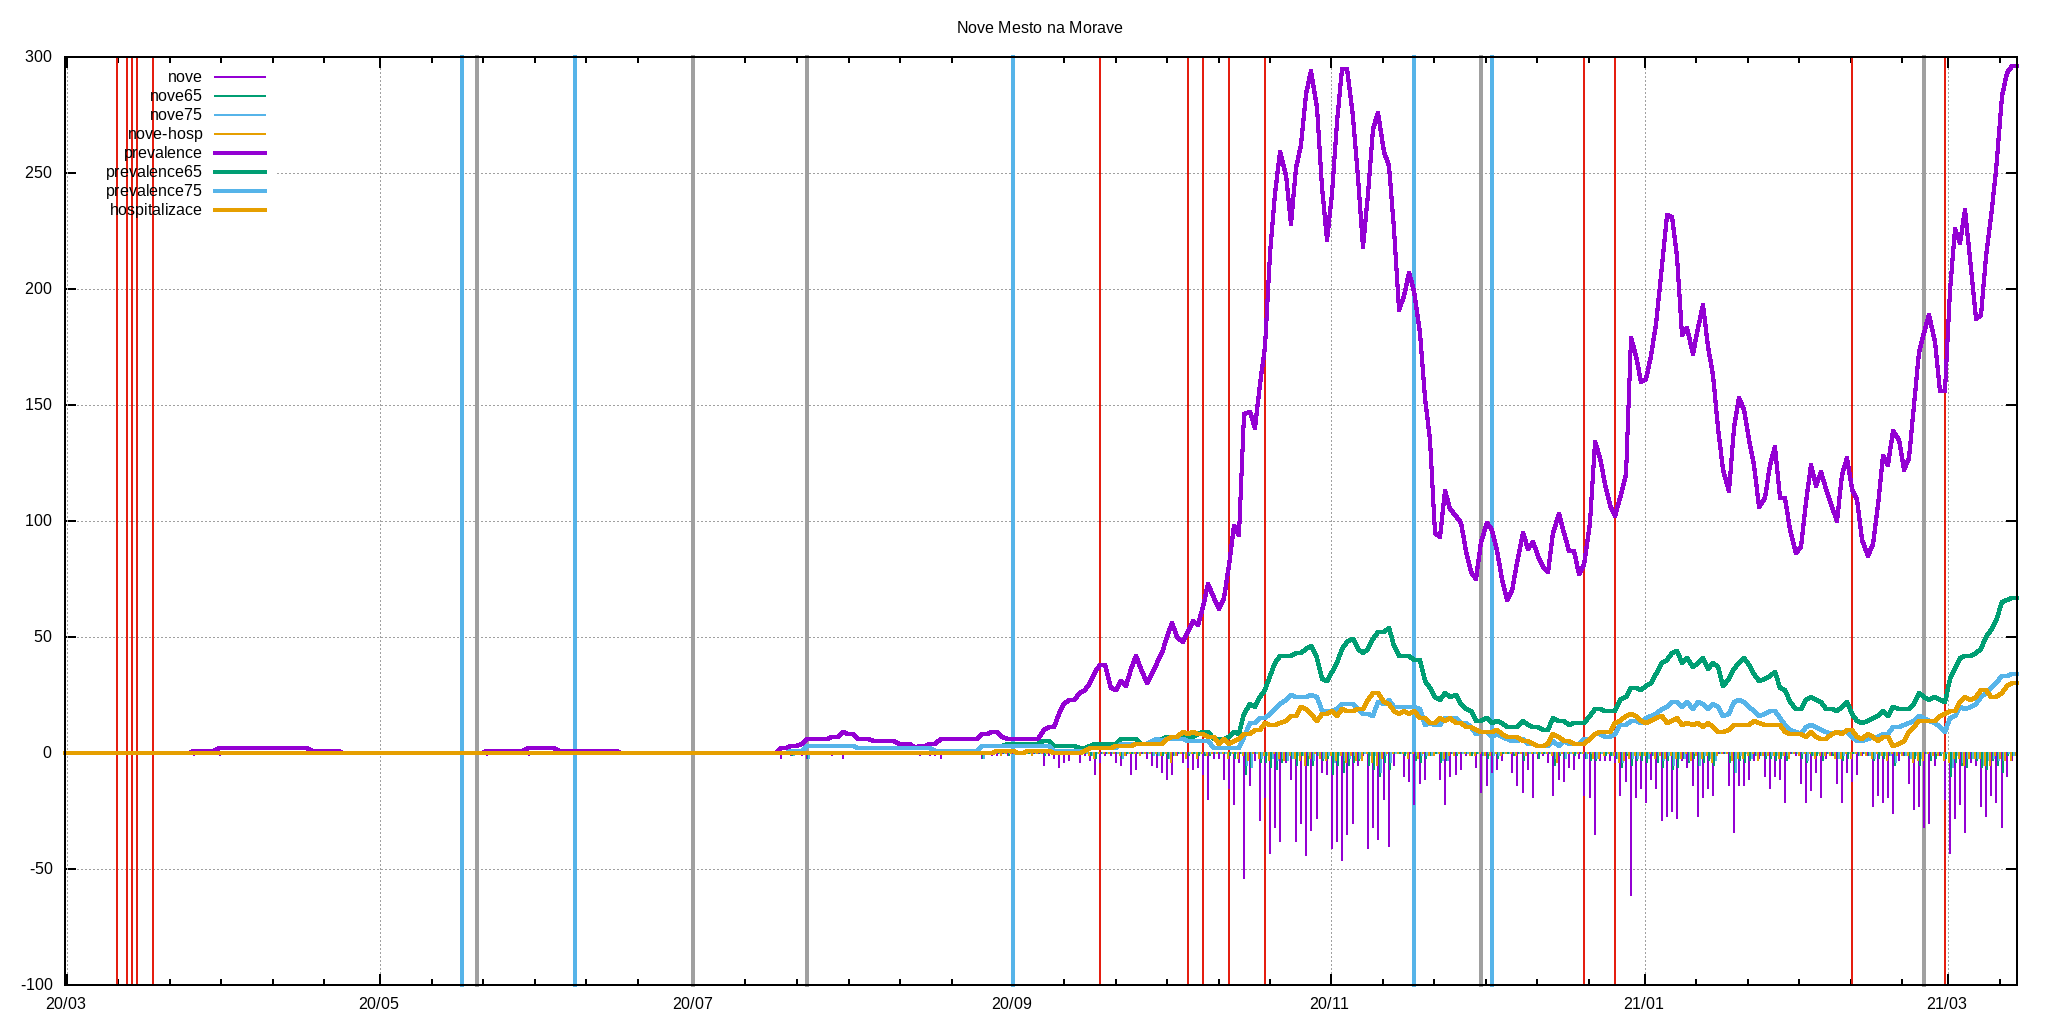 Nove Mesto na Morave
300
250
200
150
100
50
0
-50
-100
nove
nove65
nove75
nove-hosp
prevalence
prevalence65
prevalence75
hospitalizace
20/03
20/05
20/07
20/09
20/11
21/01
21/03